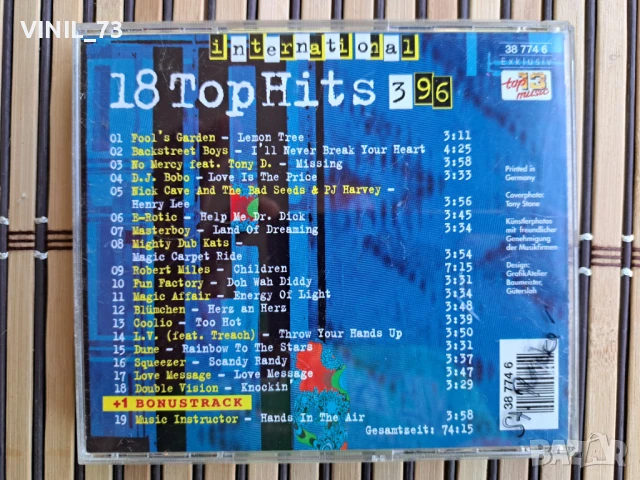 VINIL_73
international
18 Top Hits 396
38 774 6
EXKLUSIV
top 13 music
01 Fool's Garden – Lemon Tree 3:11
02 Backstreet Boys – I'll Never Break Your Heart 4:25
03 No Mercy feat. Tony D. – Missing 3:58
04 D.J. Bobo – Love Is The Price 3:33
05 Nick Cave And The Bad Seeds & PJ Harvey –
Henry Lee 3:56
06 E-Rotic – Help Me Dr. Dick 3:45
07 Masterboy – Land Of Dreaming 3:34
08 Mighty Dub Kats –
Magic Carpet Ride 3:54
09 Robert Miles – Children 7:15
10 Fun Factory – Doh Wah Diddy 3:31
11 Magic Affair – Energy Of Light 3:34
12 Blümchen – Herz an Herz 3:48
13 Coolio – Too Hot 3:39
14 L.V. (feat. Treach) – Throw Your Hands Up 3:50
15 Dune – Rainbow To The Stars 3:31
16 Squeezer – Scandy Randy 3:37
17 Love Message – Love Message 3:47
18 Double Vision – Knockin' 3:29
+1 BONUSTRACK
19 Music Instructor – Hands In The Air 3:58
Gesamtzeit: 74:15
Printed in
Germany
Coverphoto:
Tony Stone
Künstlerphotos
mit freundlicher
Genehmigung
der Musikfirmen
Design:
GrafikAtelier
Baumeister,
Gütersloh
38 774 6
BAZAR